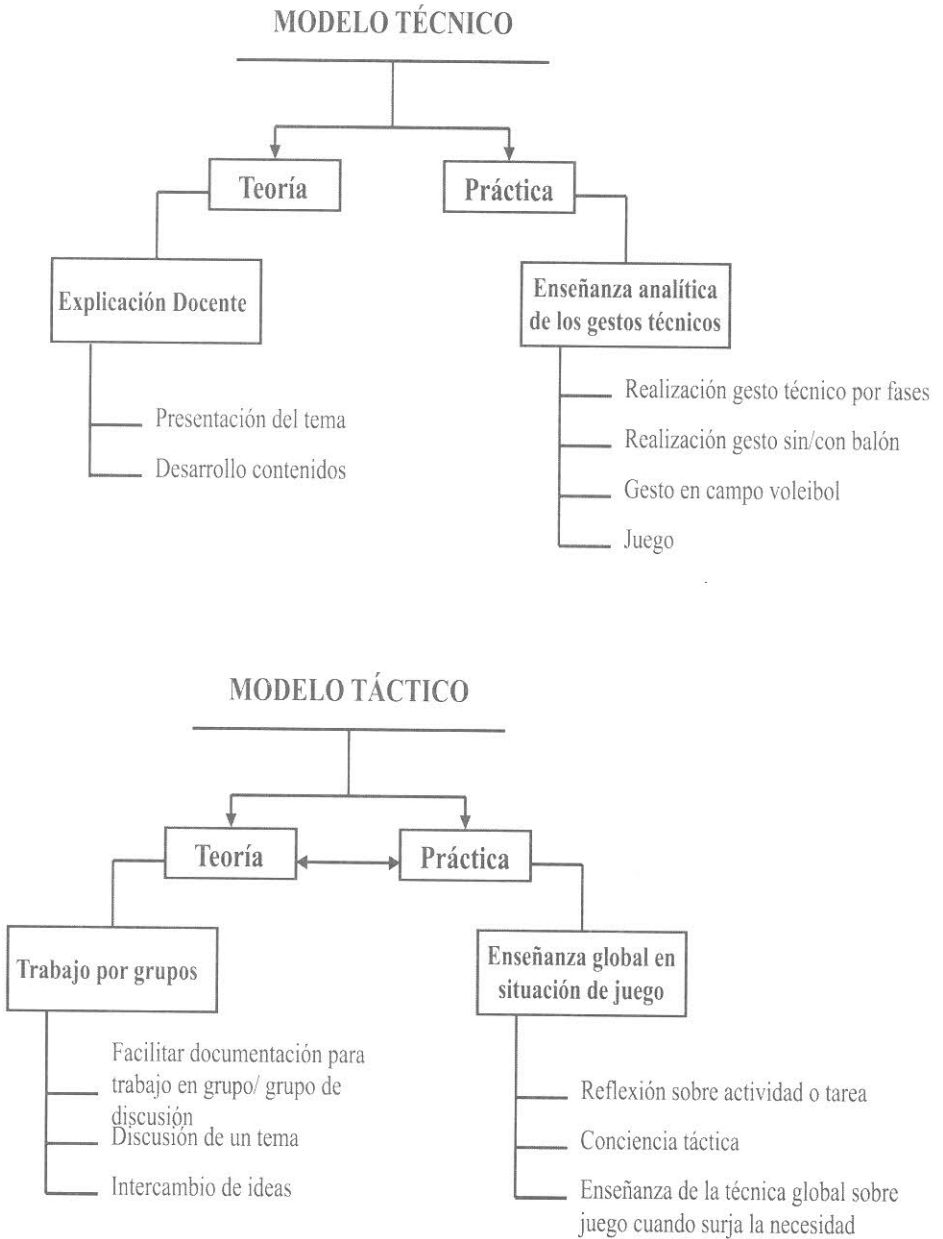 MODELO TÉCNICO
Teoría
Práctica
Explicación Docente
Presentación del tema
Desarrollo contenidos
Enseñanza analítica
de los gestos técnicos
Realización gesto técnico por fases
Realización gesto sin/con balón
Gesto en campo voleibol
Juego
MODELO TÁCTICO
Teoría
Práctica
Trabajo por grupos
Facilitar documentación para
trabajo en grupo/ grupo de
discusión
Discusión de un tema
Intercambio de ideas
Enseñanza global en
situación de juego
Reflexión sobre actividad o tarea
Conciencia táctica
Enseñanza de la técnica global sobre
juego cuando surja la necesidad